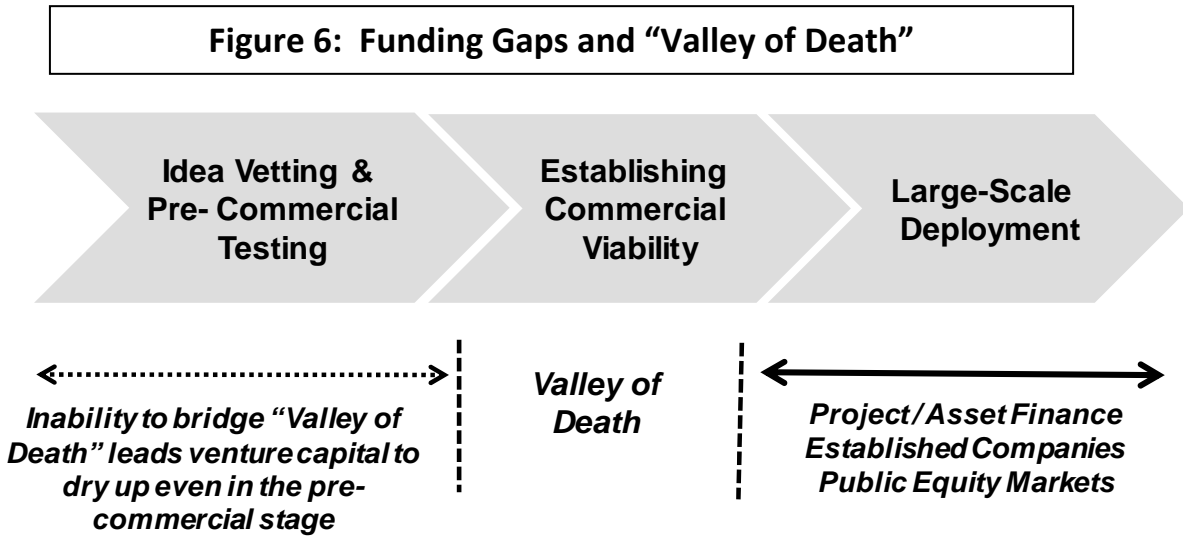 Figure 6: Funding Gaps and “Valley of Death”
Idea Vetting &
Pre- Commercial
Testing
Establishing
Commercial
Viability
Large-Scale
Deployment
Inability to bridge “Valley of
Death” leads venture capital to
dry up even in the pre-
commercial stage
Valley of
Death
Project/Asset Finance
Established Companies
Public Equity Markets